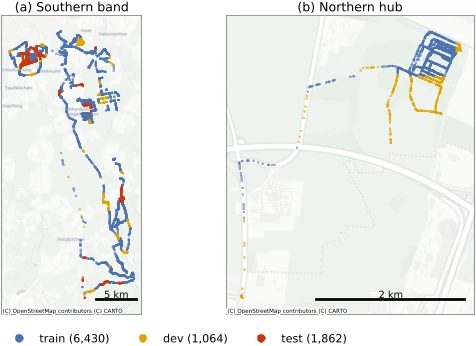 (a) Southern band
(b) Northern hub
Taufkirchen
5 km
2 km
(C) OpenStreetMap contributors (C) CARTO
(C) OpenStreetMap contributors (C) CARTO
train (6,430)
dev (1,064)
test (1,862)